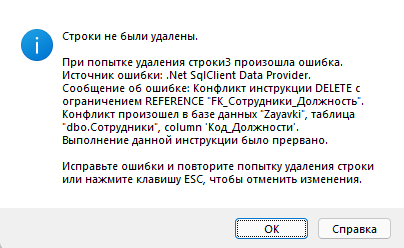 Строки не были удалены.
При попытке удаления строки3 произошла ошибка.
Источник ошибки: .Net SqlClient Data Provider.
Сообщение об ошибке: Конфликт инструкции DELETE с
ограничением REFERENCE "FK_Сотрудники_Должность".
Конфликт произошел в базе данных "Zayavki", таблица
"dbo.Сотрудники", column 'Код_Должности'.
Выполнение данной инструкции было прервано.
Исправьте ошибки и повторите попытку удаления строки
или нажмите клавишу ESC, чтобы отменить изменения.
ОК
Справка